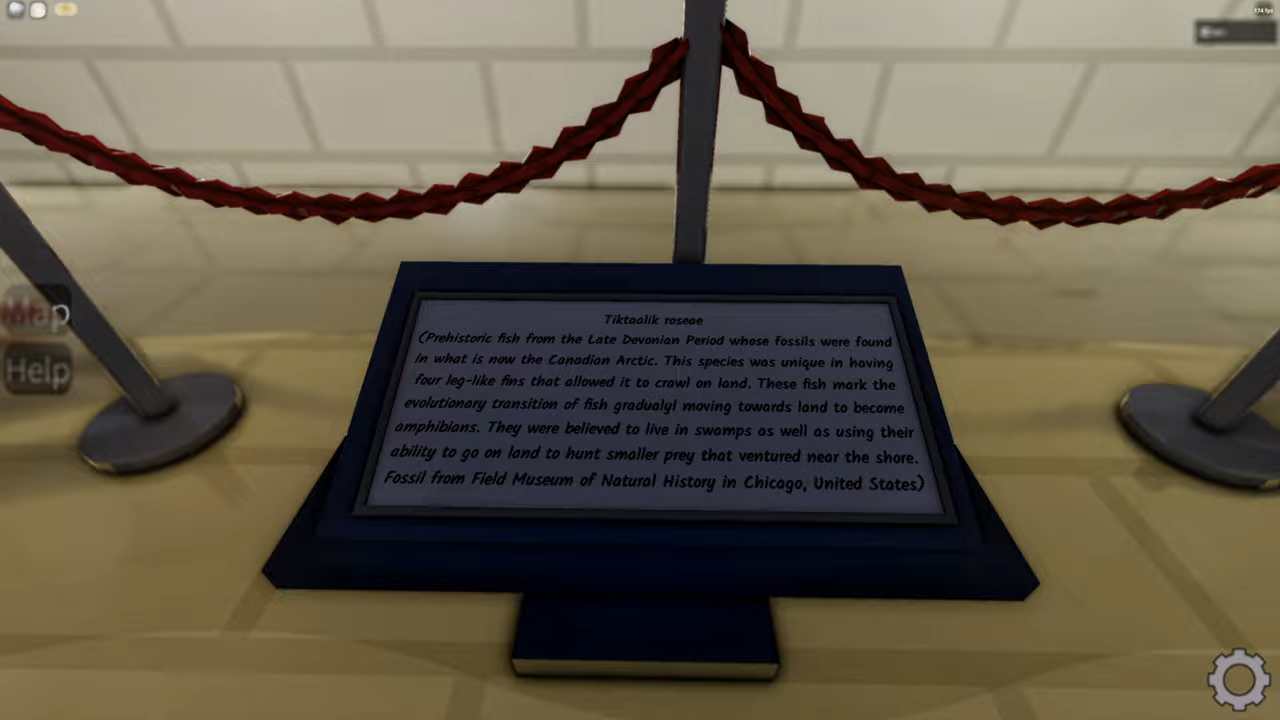 174 fps
Map
Help
Tiktaalik roseae
(Prehistoric fish from the Late Devonian Period whose fossils were found
in what is now the Canadian Arctic. This species was unique in having
four leg-like fins that allowed it to crawl on land. These fish mark the
evolutionary transition of fish gradualyl moving towards land to become
amphibians. They were believed to live in swamps as well as using their
ability to go on land to hunt smaller prey that ventured near the shore.
Fossil from Field Museum of Natural History in Chicago, United States)